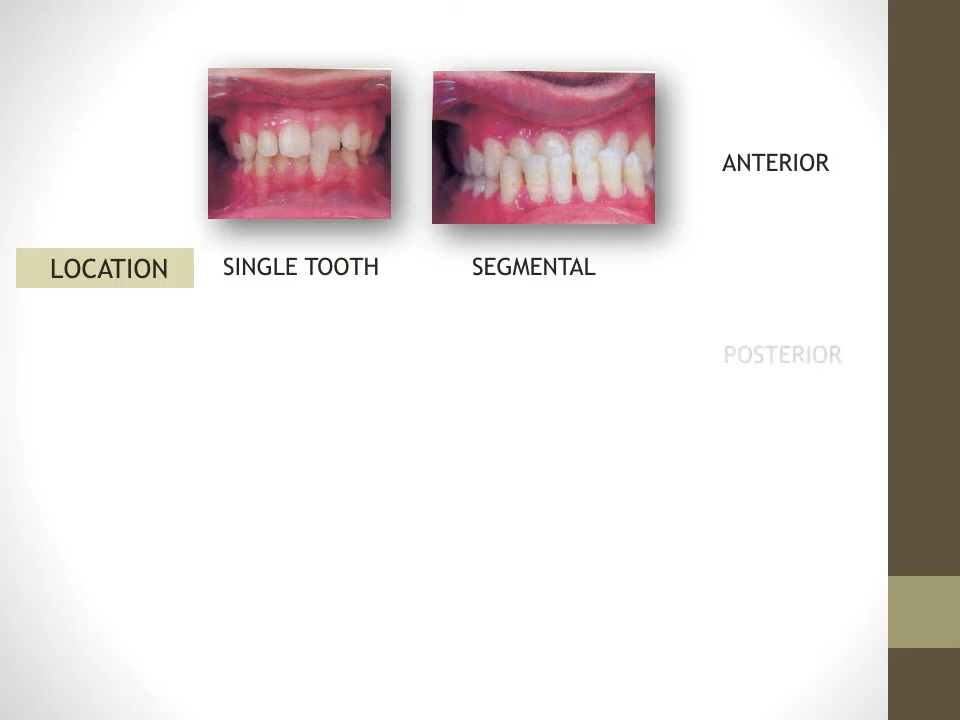 ANTERIOR
LOCATION
SINGLE TOOTH
SEGMENTAL
POSTERIOR